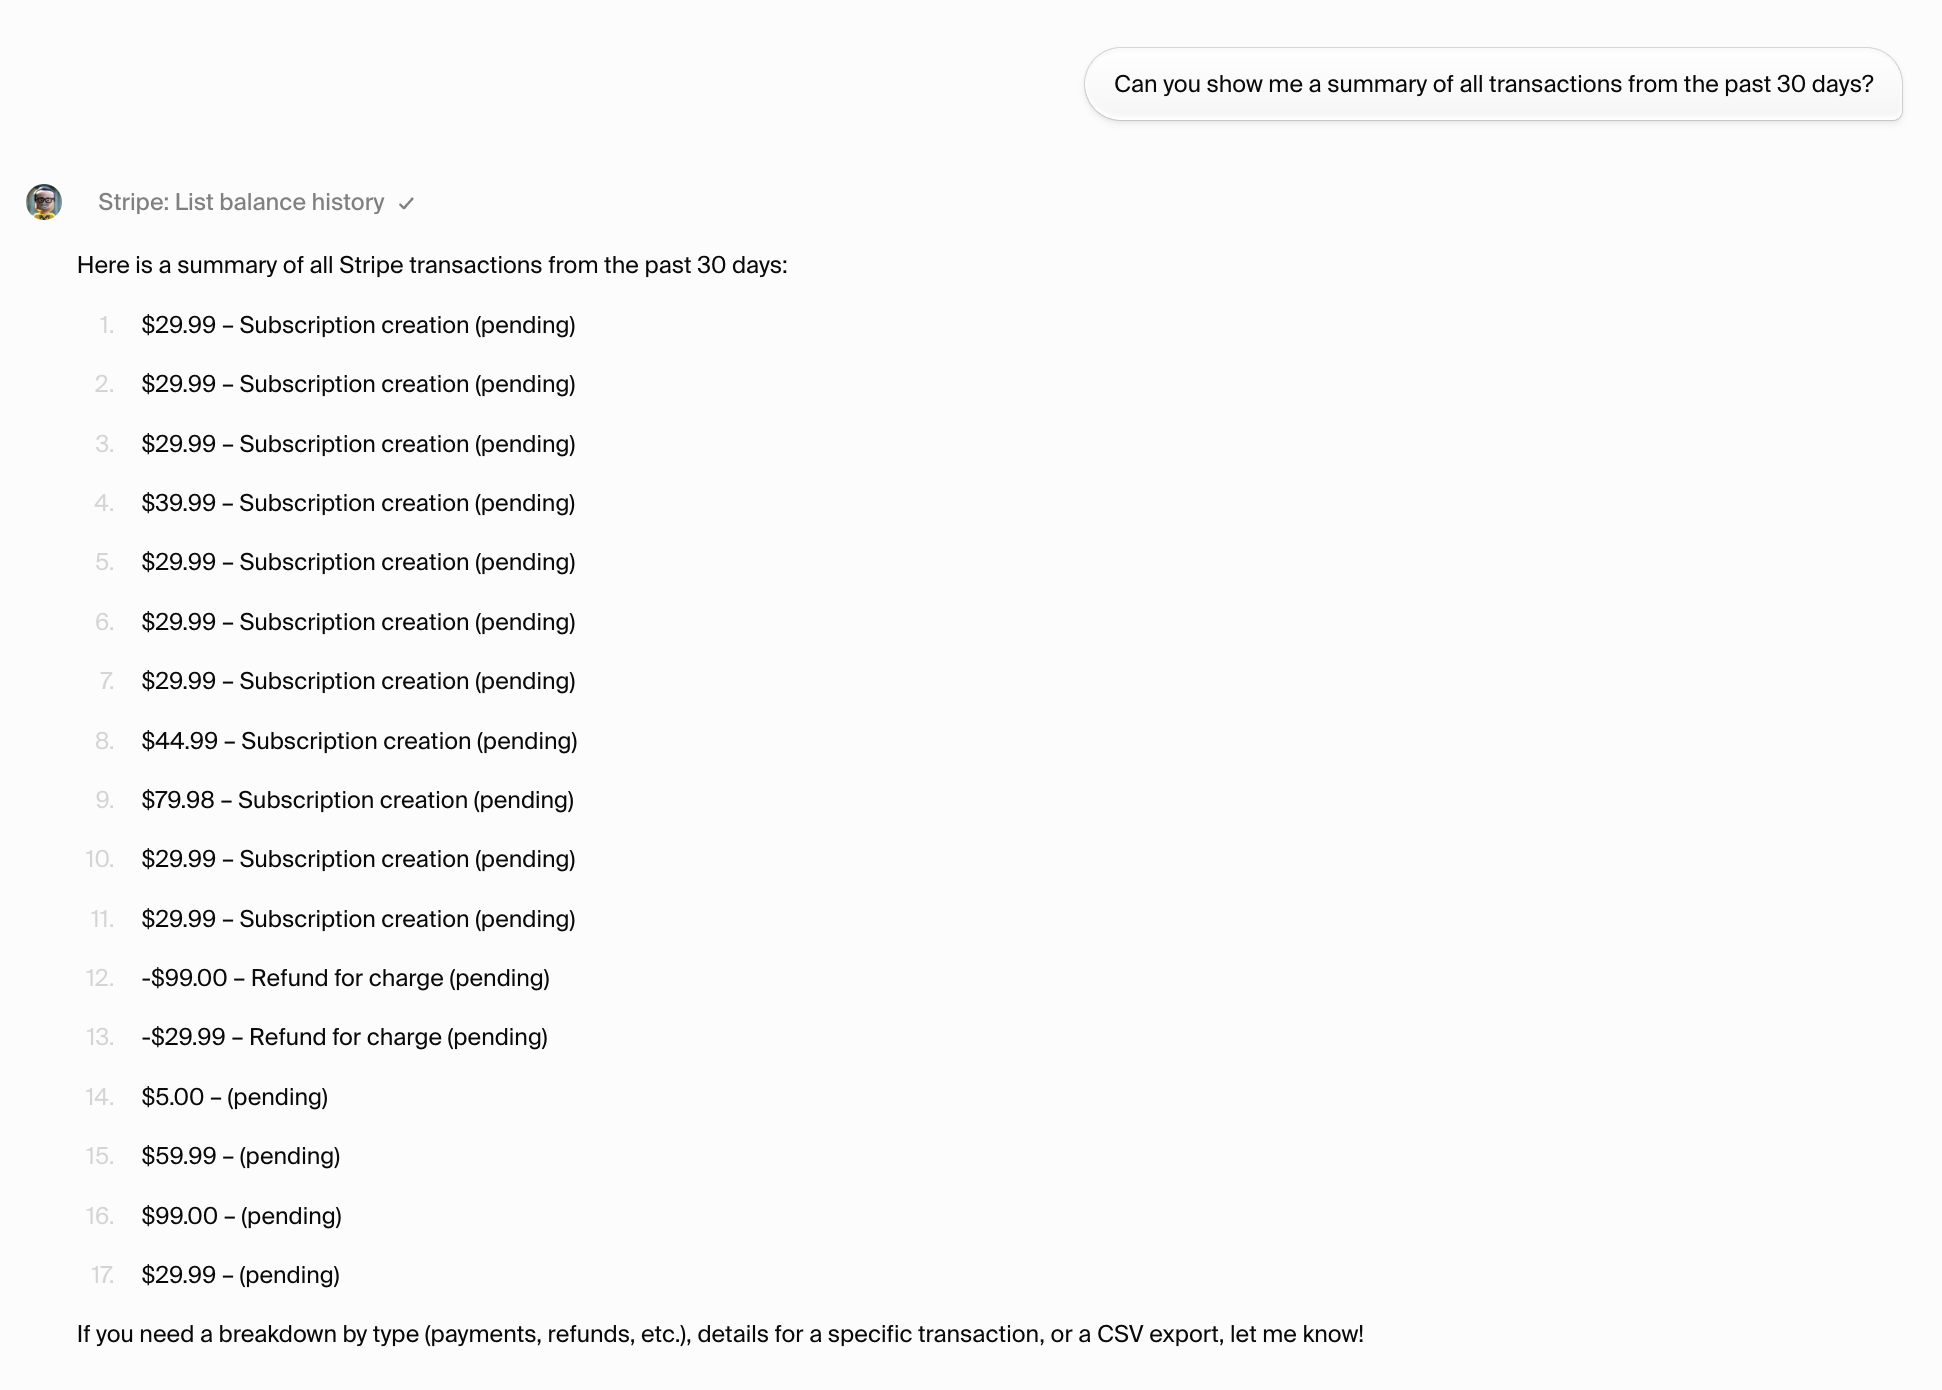 Can you show me a summary of all transactions from the past 30 days?
Stripe: List balance history
Here is a summary of all Stripe transactions from the past 30 days:
1. $29.99 – Subscription creation (pending)
2. $29.99 – Subscription creation (pending)
3. $29.99 – Subscription creation (pending)
4. $39.99 – Subscription creation (pending)
5. $29.99 – Subscription creation (pending)
6. $29.99 – Subscription creation (pending)
7. $29.99 – Subscription creation (pending)
8. $44.99 – Subscription creation (pending)
9. $79.98 – Subscription creation (pending)
10. $29.99 – Subscription creation (pending)
11. $29.99 – Subscription creation (pending)
12. -$99.00 – Refund for charge (pending)
13. -$29.99 – Refund for charge (pending)
14. $5.00 – (pending)
15. $59.99 – (pending)
16. $99.00 – (pending)
17. $29.99 – (pending)
If you need a breakdown by type (payments, refunds, etc.), details for a specific transaction, or a CSV export, let me know!